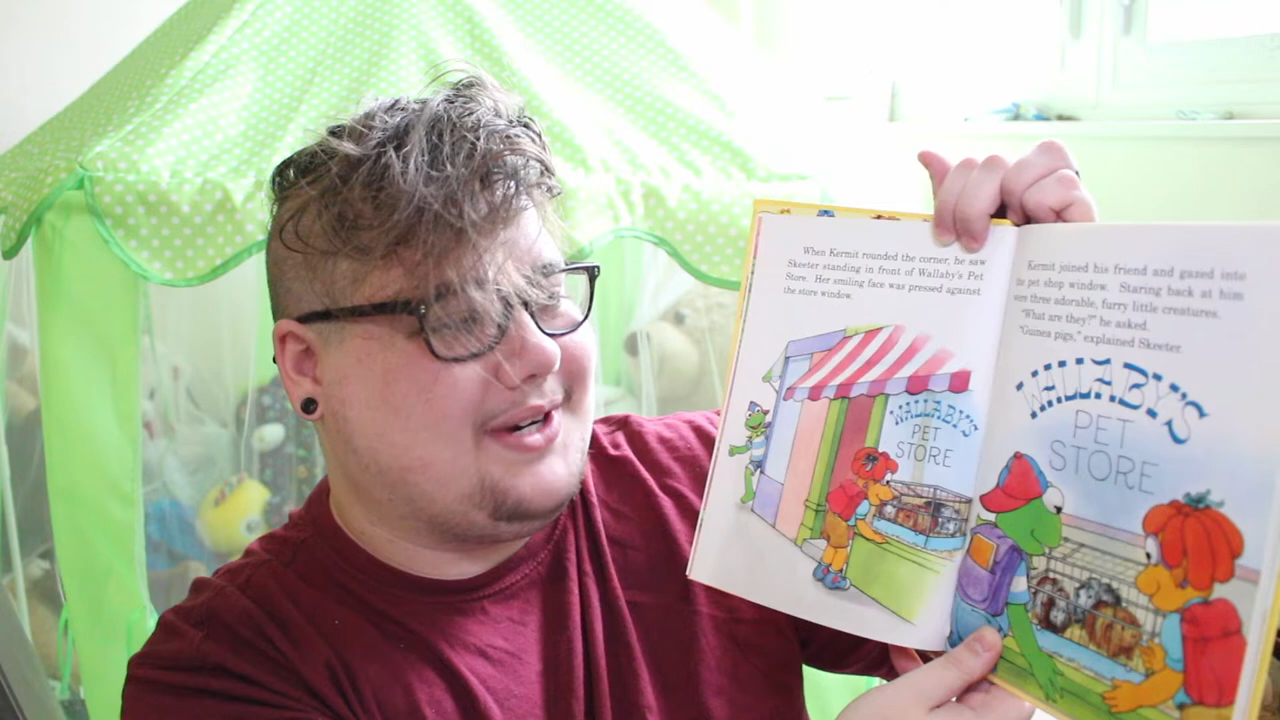 When Kermit rounded the corner, he saw
Skeeter standing in front of Wallaby's Pet
Store. Her smiling face was pressed against
the store window.
WALLABY'S
PET
STORE
Kermit joined his friend and gazed into
the pet shop window. Staring back at him
were three adorable, furry little creatures.
"What are they?" he asked.
"Guinea pigs," explained Skeeter.
WALLABY'S
PET
STORE